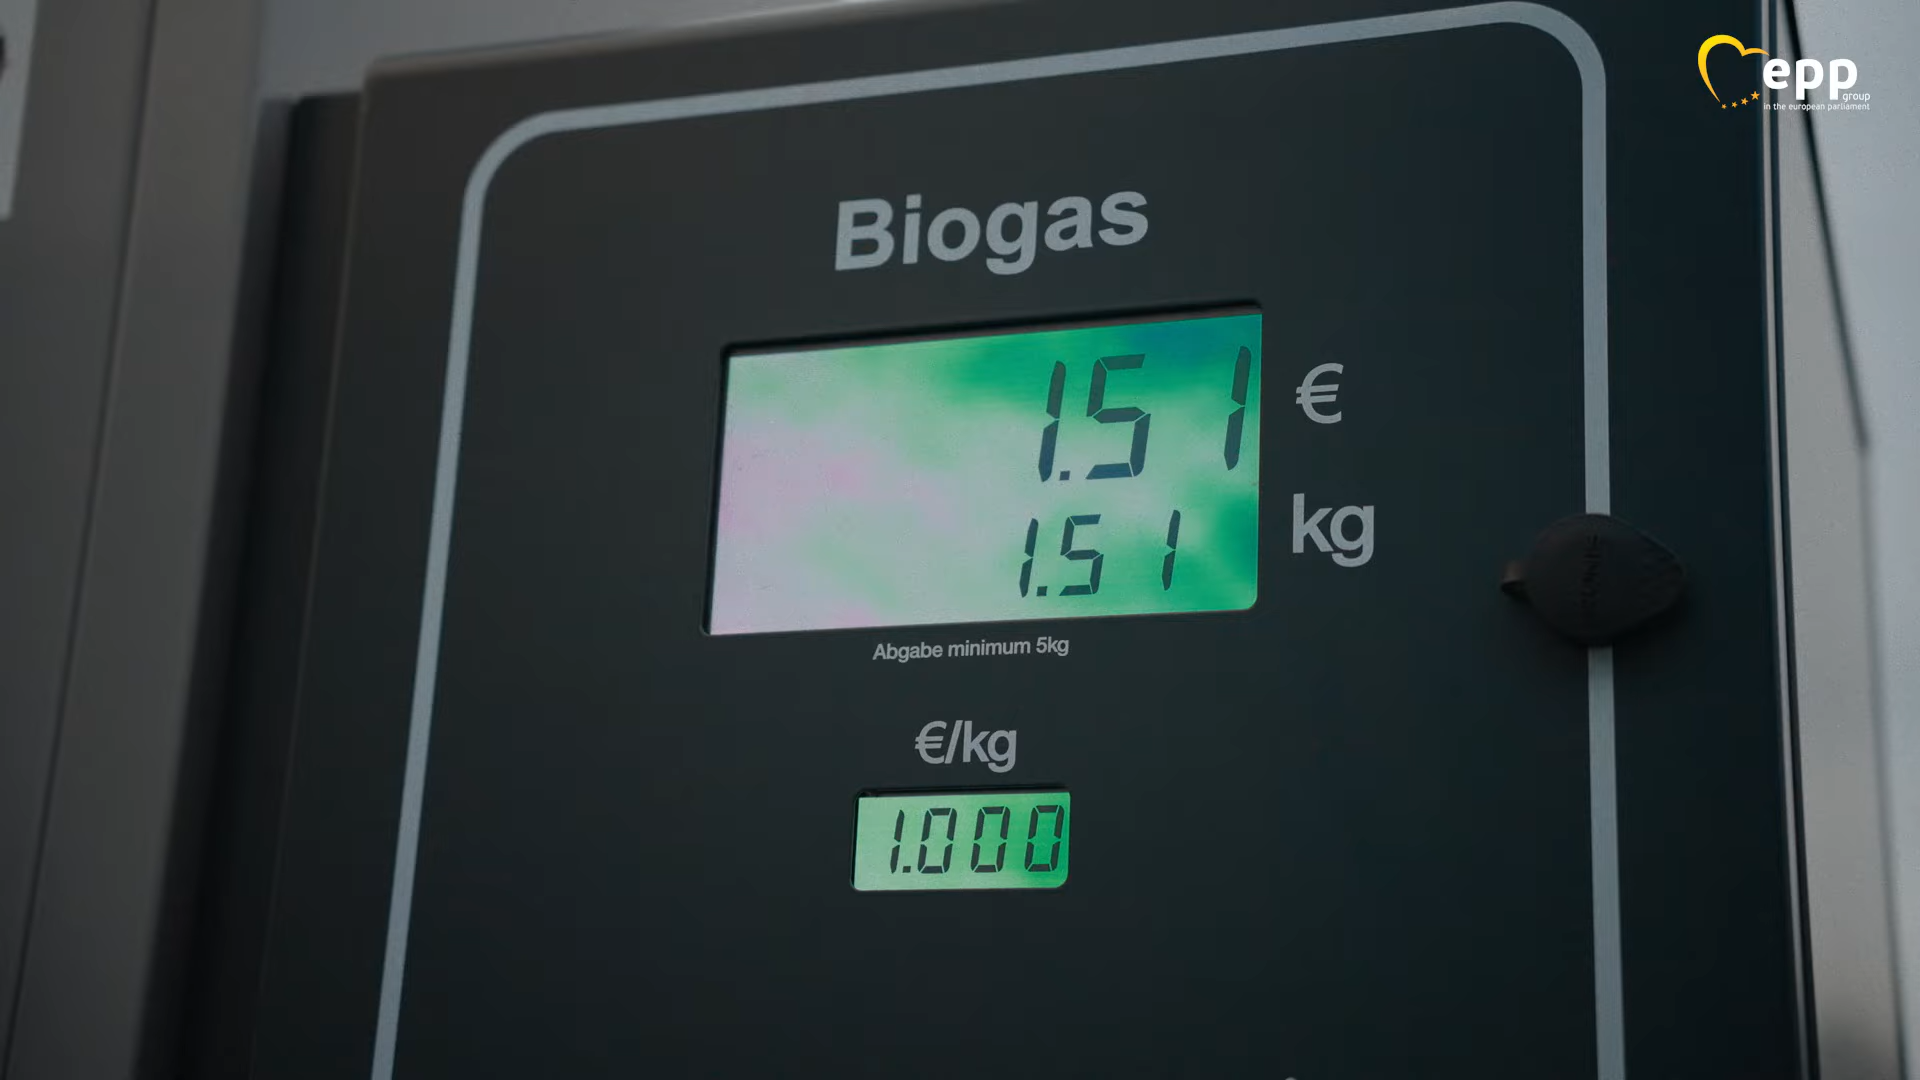 epp
group
in the european parliament
Biogas
1.51 €
1.51 kg
Abgabe minimum 5kg
€/kg
1.000